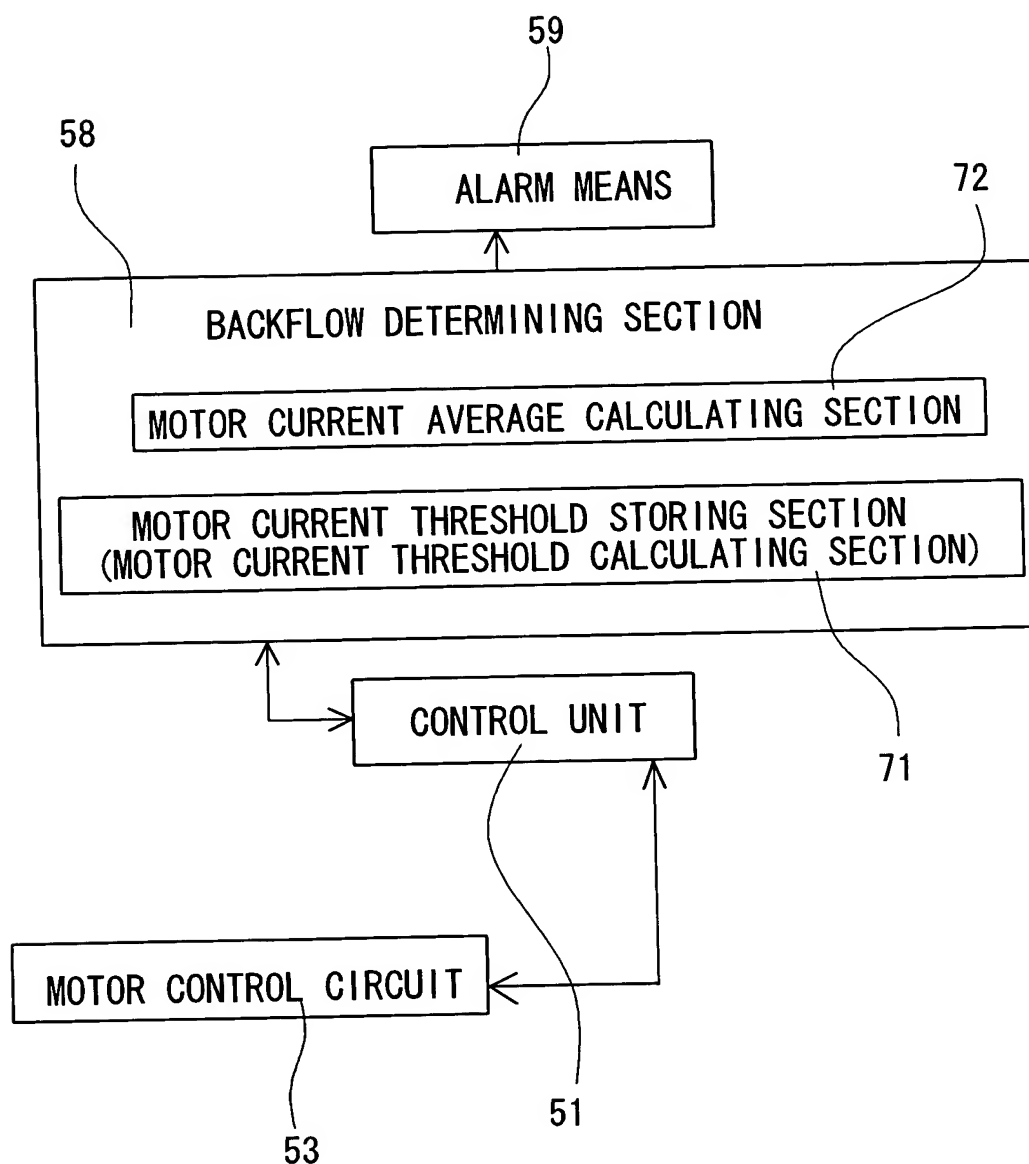 59
58
ALARM MEANS
72
BACKFLOW DETERMINING SECTION
MOTOR CURRENT AVERAGE CALCULATING SECTION
MOTOR CURRENT THRESHOLD STORING SECTION
(MOTOR CURRENT THRESHOLD CALCULATING SECTION)
CONTROL UNIT
71
MOTOR CONTROL CIRCUIT
51
53